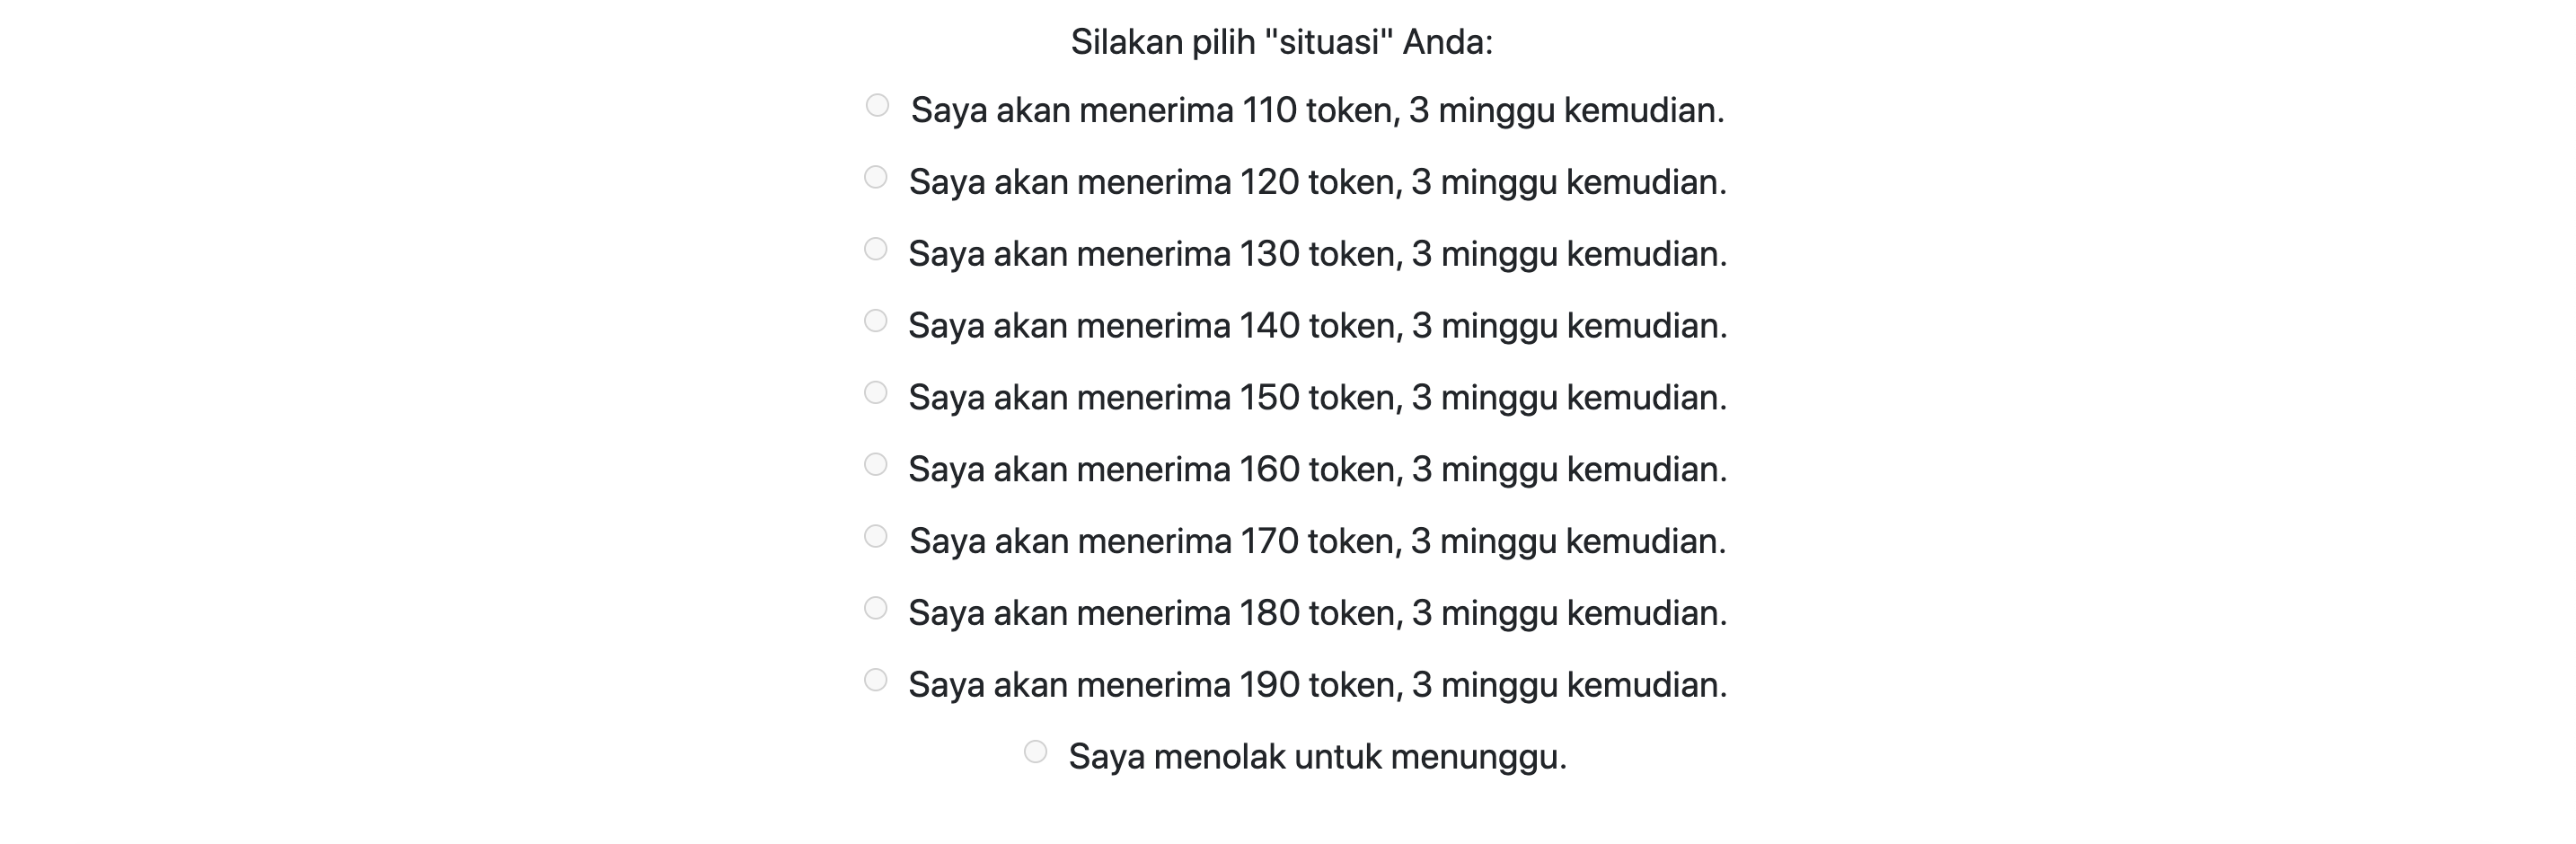 Silakan pilih "situasi" Anda:
Saya akan menerima 110 token, 3 minggu kemudian.
Saya akan menerima 120 token, 3 minggu kemudian.
Saya akan menerima 130 token, 3 minggu kemudian.
Saya akan menerima 140 token, 3 minggu kemudian.
Saya akan menerima 150 token, 3 minggu kemudian.
Saya akan menerima 160 token, 3 minggu kemudian.
Saya akan menerima 170 token, 3 minggu kemudian.
Saya akan menerima 180 token, 3 minggu kemudian.
Saya akan menerima 190 token, 3 minggu kemudian.
Saya menolak untuk menunggu.